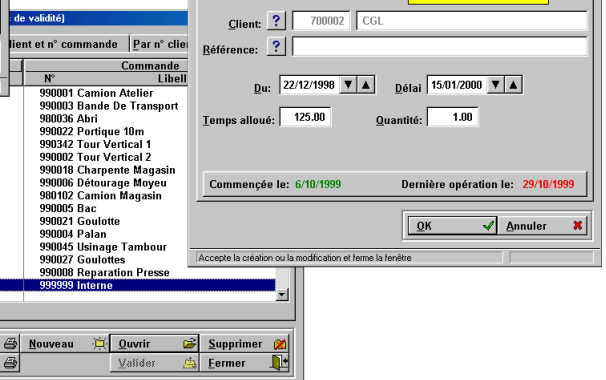 de validité)
lient et n° commande Par n° clie
Commande
N° Libell
990001 Camion Atelier
990003 Bande De Transport
980036 Abri
990022 Portique 10m
990342 Tour Vertical 1
990002 Tour Vertical 2
990018 Charpente Magasin
990006 Détourage Moyeu
980102 Camion Magasin
990005 Bac
990021 Goulotte
990004 Palan
990045 Usinage Tambour
990027 Goulottes
990008 Reparation Presse
999999 Interne
Nouveau Ouvrir Supprimer
Valider Fermer
Client: ? 700002 CGL
Référence: ?
Du: 22/12/1998 Délai 15/01/2000
Temps alloué: 125.00 Quantité: 1.00
Commençée le: 6/10/1999 Dernière opération le: 29/10/1999
OK Annuler
Accepte la création ou la modification et ferme la fenêtre